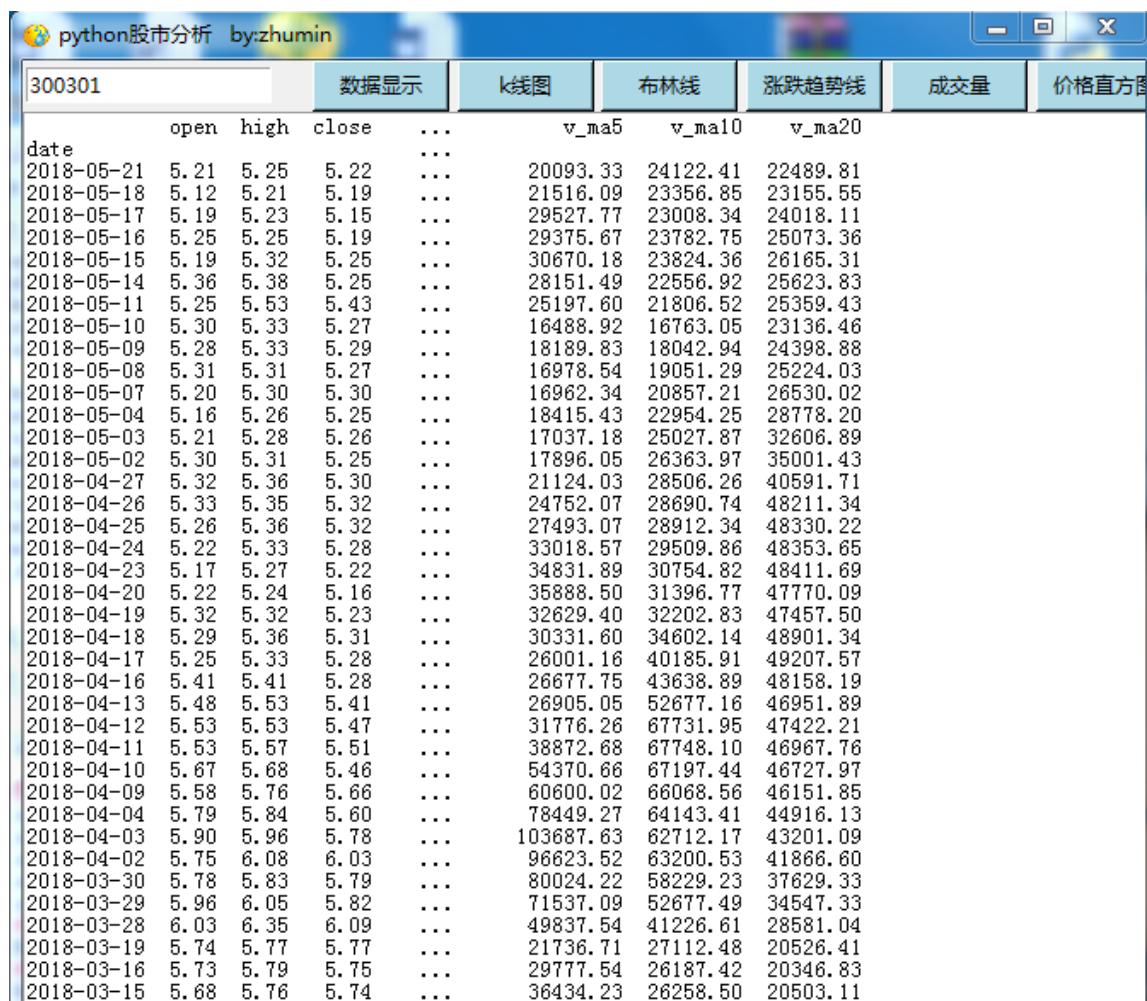 python股市分析 by:zhumin
300301 数据显示 k线图 布林线 涨跌趋势线 成交量 价格直方图
open high close ... v_ma5 v_ma10 v_ma20
date ...
2018-05-21 5.21 5.25 5.22 ... 20093.33 24122.41 22489.81
2018-05-18 5.12 5.21 5.19 ... 21516.09 23356.85 23155.55
2018-05-17 5.19 5.23 5.15 ... 29527.77 23008.34 24018.11
2018-05-16 5.25 5.25 5.19 ... 29375.67 23782.75 25073.36
2018-05-15 5.19 5.32 5.25 ... 30670.18 23824.36 26165.31
2018-05-14 5.36 5.38 5.25 ... 28151.49 22556.92 25623.83
2018-05-11 5.25 5.53 5.43 ... 25197.60 21806.52 25359.43
2018-05-10 5.30 5.33 5.27 ... 16488.92 16763.05 23136.46
2018-05-09 5.28 5.33 5.29 ... 18189.83 18042.94 24398.88
2018-05-08 5.31 5.31 5.27 ... 16978.54 19051.29 25224.03
2018-05-07 5.20 5.30 5.30 ... 16962.34 20857.21 26530.02
2018-05-04 5.16 5.26 5.25 ... 18415.43 22954.25 28778.20
2018-05-03 5.21 5.28 5.26 ... 17037.18 25027.87 32606.89
2018-05-02 5.30 5.31 5.25 ... 17896.05 26363.97 35001.43
2018-04-27 5.32 5.36 5.30 ... 21124.03 28506.26 40591.71
2018-04-26 5.33 5.35 5.32 ... 24752.07 28690.74 48211.34
2018-04-25 5.26 5.36 5.32 ... 27493.07 28912.34 48330.22
2018-04-24 5.22 5.33 5.28 ... 33018.57 29509.86 48353.65
2018-04-23 5.17 5.27 5.22 ... 34831.89 30754.82 48411.69
2018-04-20 5.22 5.24 5.16 ... 35888.50 31396.77 47770.09
2018-04-19 5.32 5.32 5.23 ... 32629.40 32202.83 47457.50
2018-04-18 5.29 5.36 5.31 ... 30331.60 34602.14 48901.34
2018-04-17 5.25 5.33 5.28 ... 26001.16 40185.91 49207.57
2018-04-16 5.41 5.41 5.28 ... 26677.75 43638.89 48158.19
2018-04-13 5.48 5.53 5.41 ... 26905.05 52677.16 46951.89
2018-04-12 5.53 5.53 5.47 ... 31776.26 67731.95 47422.21
2018-04-11 5.53 5.57 5.51 ... 38872.68 67748.10 46967.76
2018-04-10 5.67 5.68 5.46 ... 54370.66 67197.44 46727.97
2018-04-09 5.58 5.76 5.66 ... 60600.02 66068.56 46151.85
2018-04-04 5.79 5.84 5.60 ... 78449.27 64143.41 44916.13
2018-04-03 5.90 5.96 5.78 ... 103687.63 62712.17 43201.09
2018-04-02 5.75 6.08 6.03 ... 96623.52 63200.53 41866.60
2018-03-30 5.78 5.83 5.79 ... 80024.22 58229.23 37629.33
2018-03-29 5.96 6.05 5.82 ... 71537.09 52677.49 34547.33
2018-03-28 6.03 6.35 6.09 ... 49837.54 41226.61 28581.04
2018-03-19 5.74 5.77 5.77 ... 21736.71 27112.48 20526.41
2018-03-16 5.73 5.79 5.75 ... 29777.54 26187.42 20346.83
2018-03-15 5.68 5.76 5.74 ... 36434.23 26258.50 20503.11